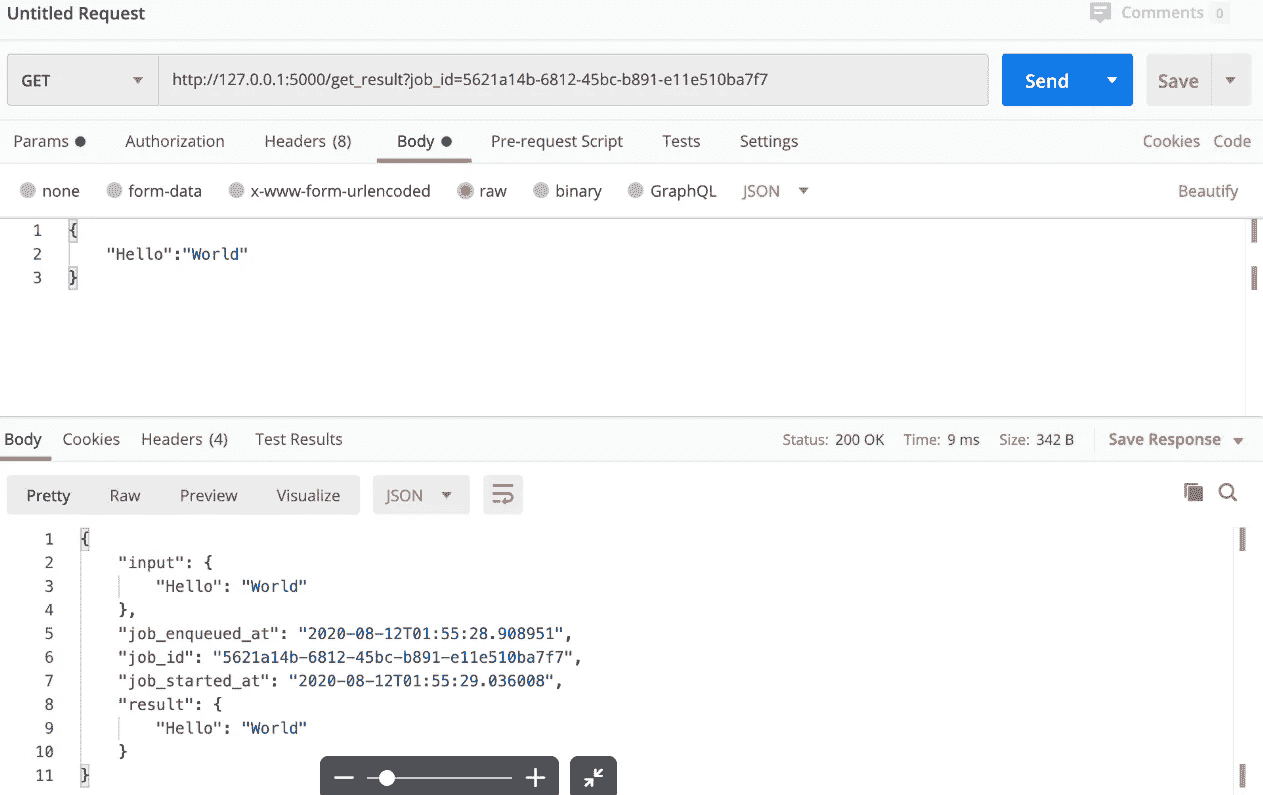 Untitled Request
Comments 0
GET http://127.0.0.1:5000/get_result?job_id=5621a14b-6812-45bc-b891-e11e510ba7f7 Send Save
Params Authorization Headers (8) Body Pre-request Script Tests Settings Cookies Code
none form-data x-www-form-urlencoded raw binary GraphQL JSON Beautify
1 {
2 "Hello":"World"
3 }
Body Cookies Headers (4) Test Results Status: 200 OK Time: 9 ms Size: 342 B Save Response
Pretty Raw Preview Visualize JSON
1 {
2 "input": {
3 "Hello": "World"
4 },
5 "job_enqueued_at": "2020-08-12T01:55:28.908951",
6 "job_id": "5621a14b-6812-45bc-b891-e11e510ba7f7",
7 "job_started_at": "2020-08-12T01:55:29.036008",
8 "result": {
9 "Hello": "World"
10 }
11 }